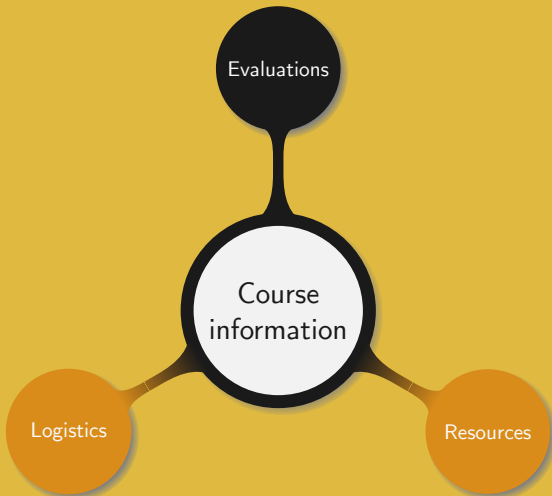 Evaluations
Course
information
Logistics
Resources